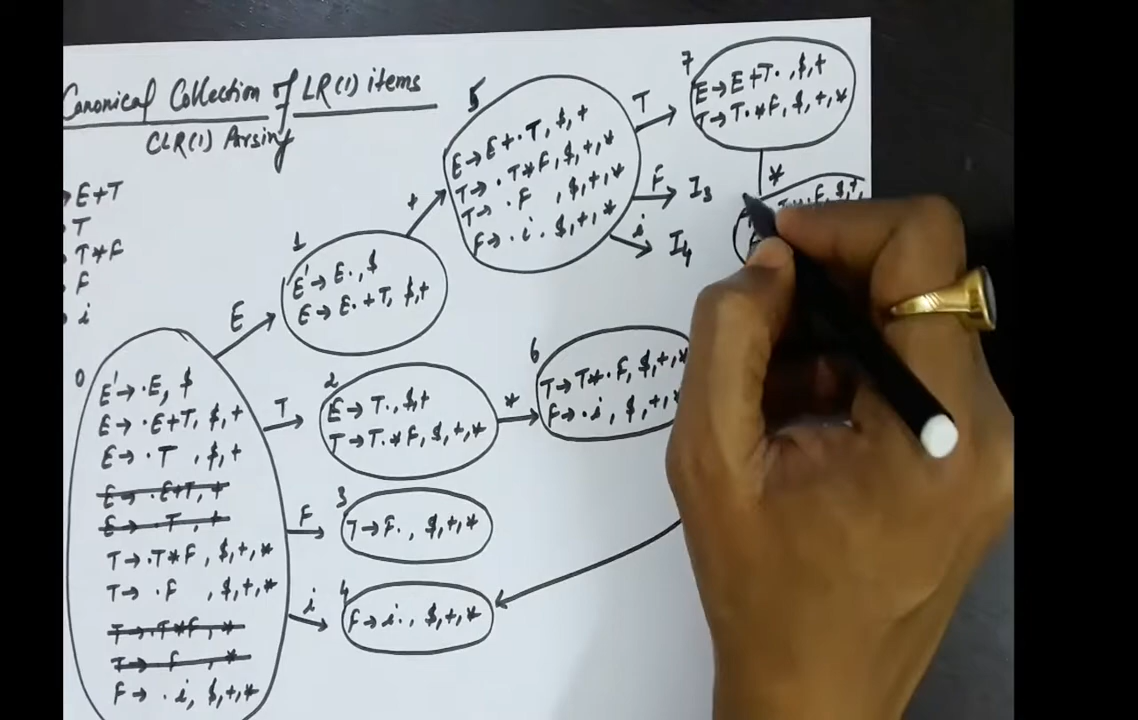 Canonical Collection of LR(1) items
CLR(1) Parsing
→ E+T
T
T*F
F
i
0
E' → ·E, $
E → ·E+T, $,+
E → ·T , $,+
E → ·E+T, +
E → ·T, +
T → ·T*F, $,+,*
T → ·F , $,+,*
T → ·T*F, *
T → F , *
F → ·i, $,+,*
E
1
E' → E·, $
E → E·+T, $,+
+
5
E → E+·T, $,+
T → ·T*F, $,+,*
T → ·F , $,+,*
F → ·i. $,+,*
T
7
E → E+T· , $,+
T → T·*F, $,+,*
*
F
I3
i
I4
T
2
E → T·, $,+
T → T·*F, $,+,*
*
6
T → T*·F, $,+,*
F → ·i, $,+,*
F
3
T → F· , $,+,*
i
4
F → i·, $,+,*